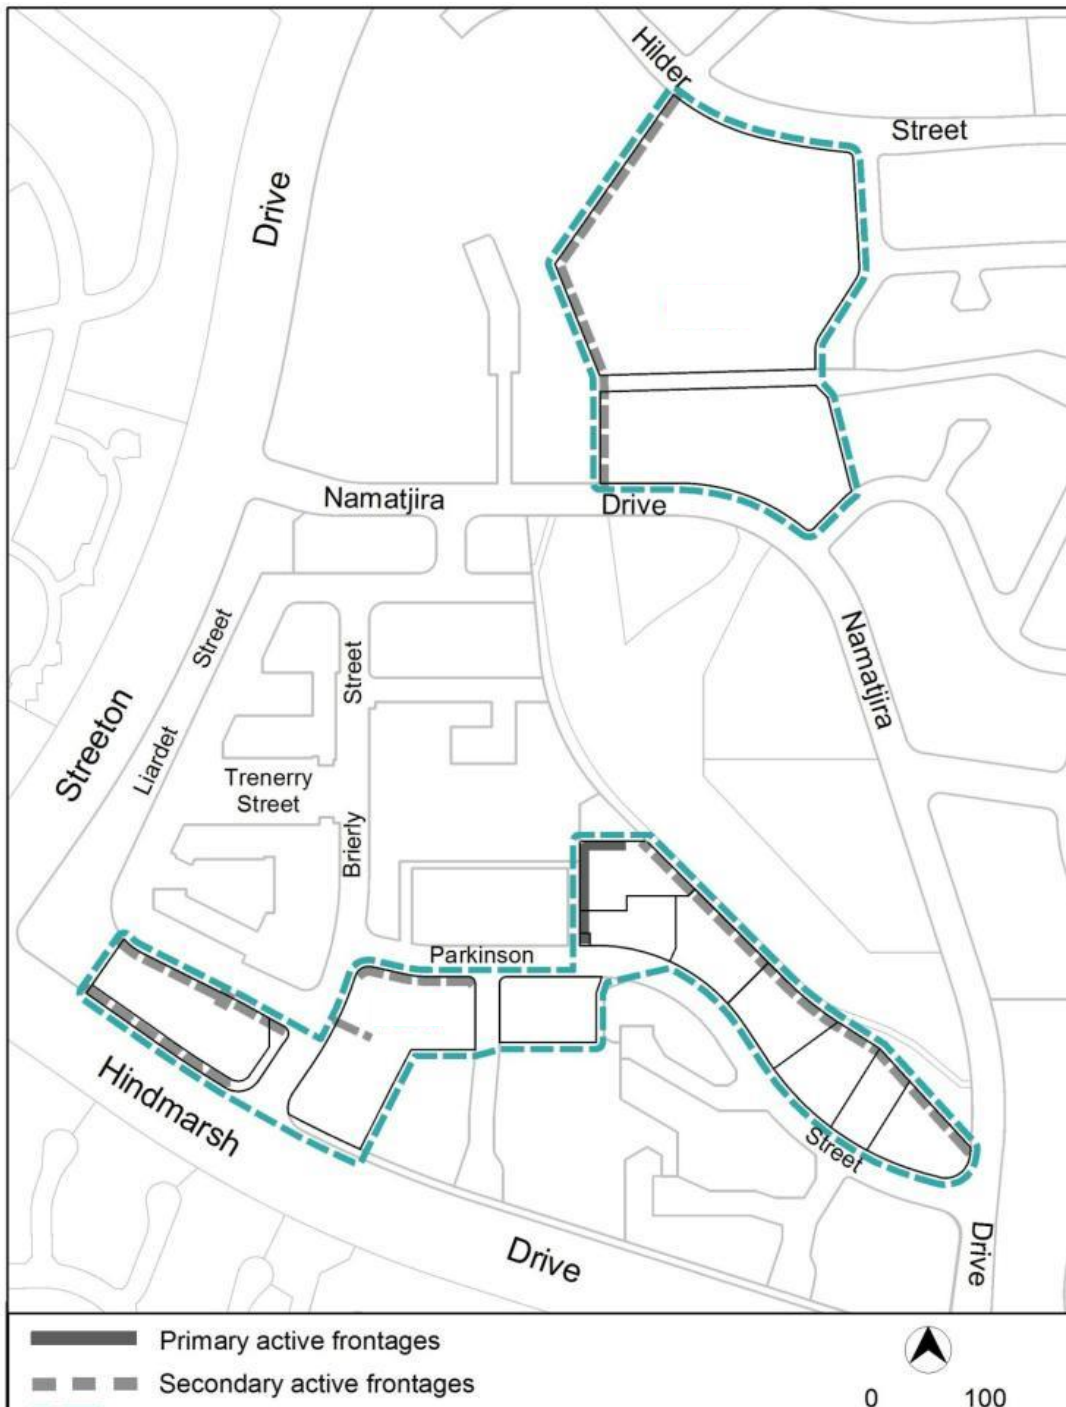 Hilder
Street
Drive
Namatjira
Drive
Street
Street
Namatjira
Streeton
Liardet
Trenerry
Street
Brierly
Parkinson
Hindmarsh
Street
Drive
Drive
Primary active frontages
Secondary active frontages
0 100